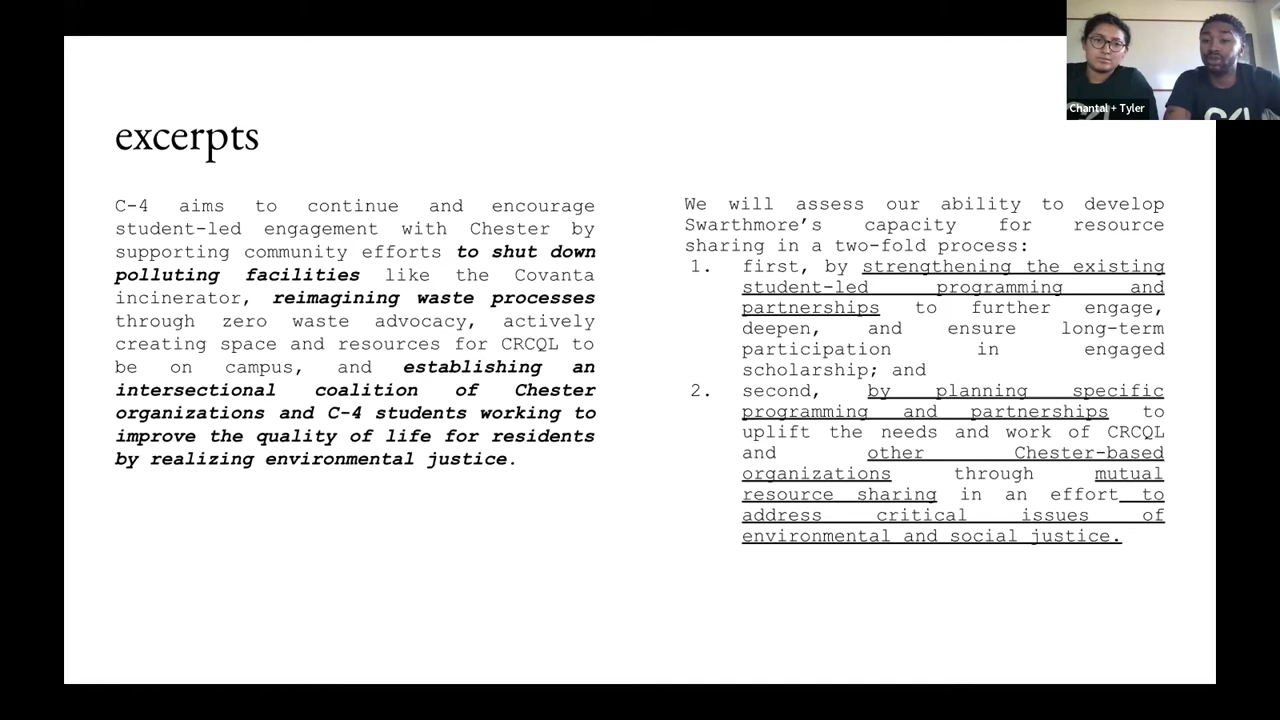 excerpts
C-4 aims to continue and encourage
student-led engagement with Chester by
supporting community efforts to shut down
polluting facilities like the Covanta
incinerator, reimagining waste processes
through zero waste advocacy, actively
creating space and resources for CRCQL to
be on campus, and establishing an
intersectional coalition of Chester
organizations and C-4 students working to
improve the quality of life for residents
by realizing environmental justice.
We will assess our ability to develop
Swarthmore’s capacity for resource
sharing in a two-fold process:
1. first, by strengthening the existing
student-led programming and
partnerships to further engage,
deepen, and ensure long-term
participation in engaged
scholarship; and
2. second, by planning specific
programming and partnerships to
uplift the needs and work of CRCQL
and other Chester-based
organizations through mutual
resource sharing in an effort to
address critical issues of
environmental and social justice.
Chantal + Tyler